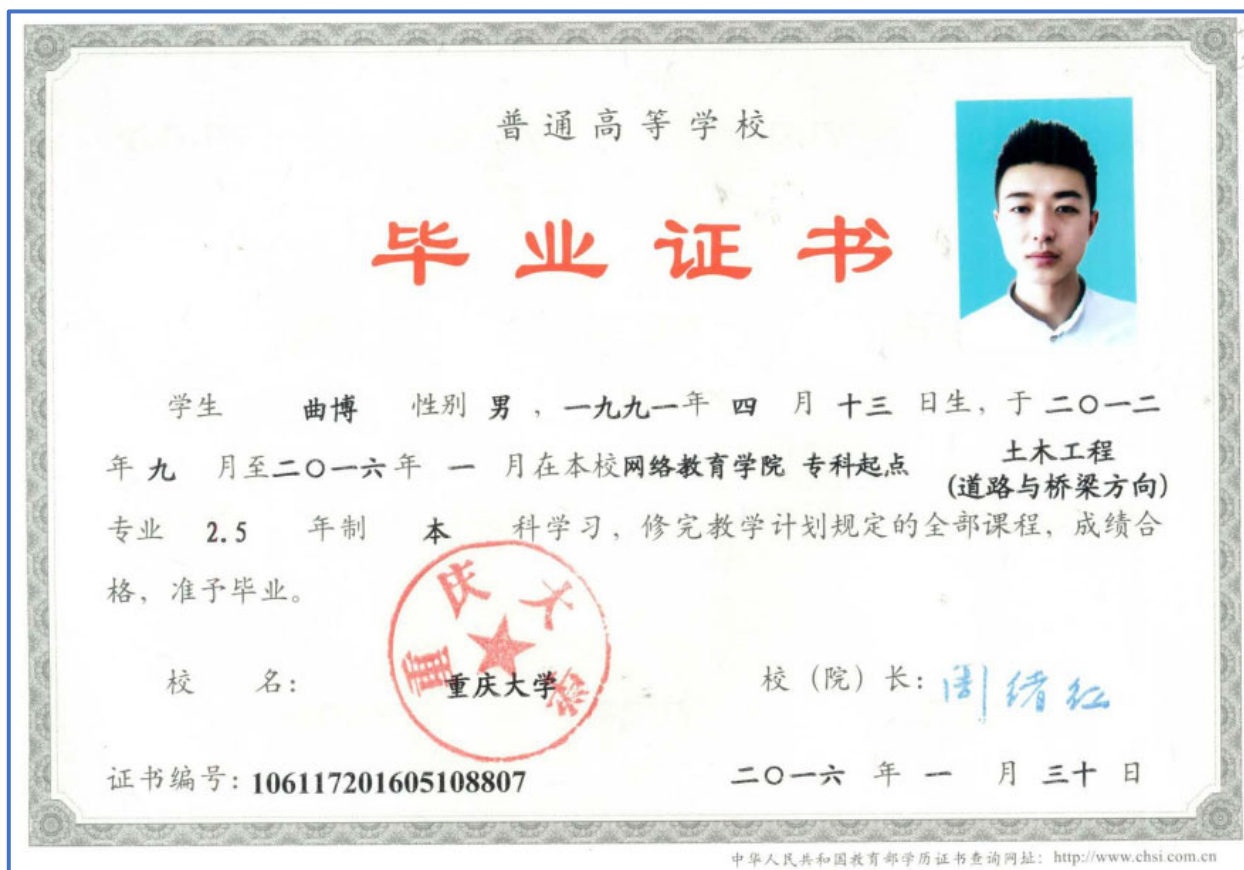 普通高等学校
毕业证书
学生 曲博 性别 男 ，一九九一年 四 月 十三 日生，于 二〇一二
年 九 月至二〇一六年 一 月在本校网络教育学院 专科起点 土木工程
(道路与桥梁方向)
专业 2.5 年制 本 科学习，修完教学计划规定的全部课程，成绩合
格，准予毕业。
重庆大学
校 名： 重庆大学 校（院）长：周绪红
证书编号：106117201605108807 二〇一六 年 一 月 三十 日
中华人民共和国教育部学历证书查询网址：http://www.chsi.com.cn